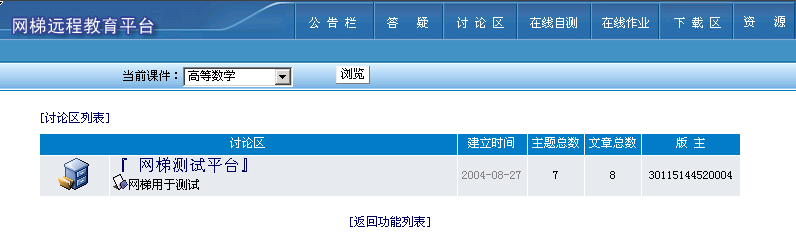 网梯远程教育平台 公 告 栏 答 疑 讨 论 区 在线自测 在线作业 下 载 区 资 源
当前课件： 高等数学 浏览
[讨论区列表]
讨论区 建立时间 主题总数 文章总数 版 主
『 网梯测试平台』
网梯用于测试
2004-08-27 7 8 30115144520004
[返回功能列表]